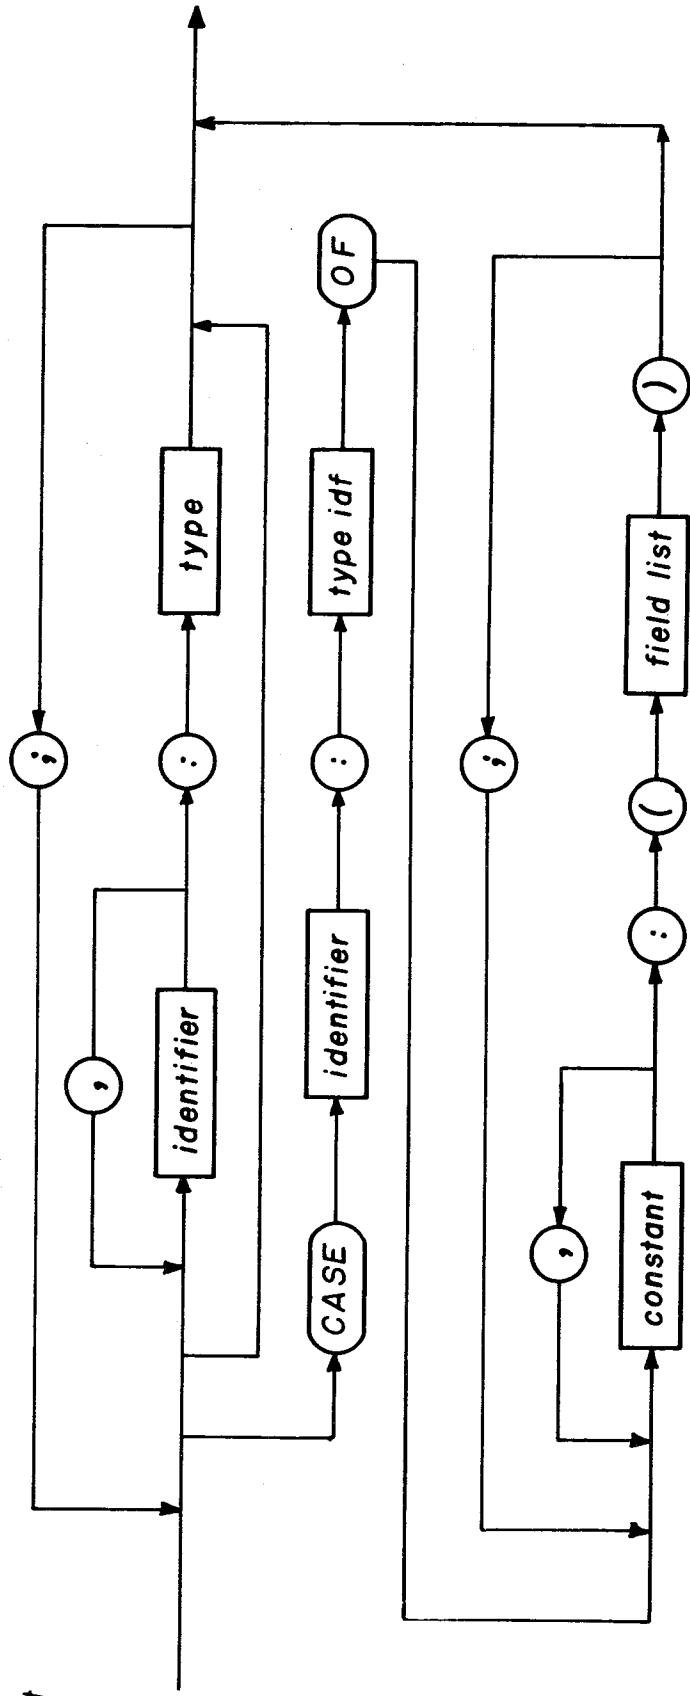 ;
,
identifier : type
CASE identifier : type idf OF
;
,
constant : ( field list )